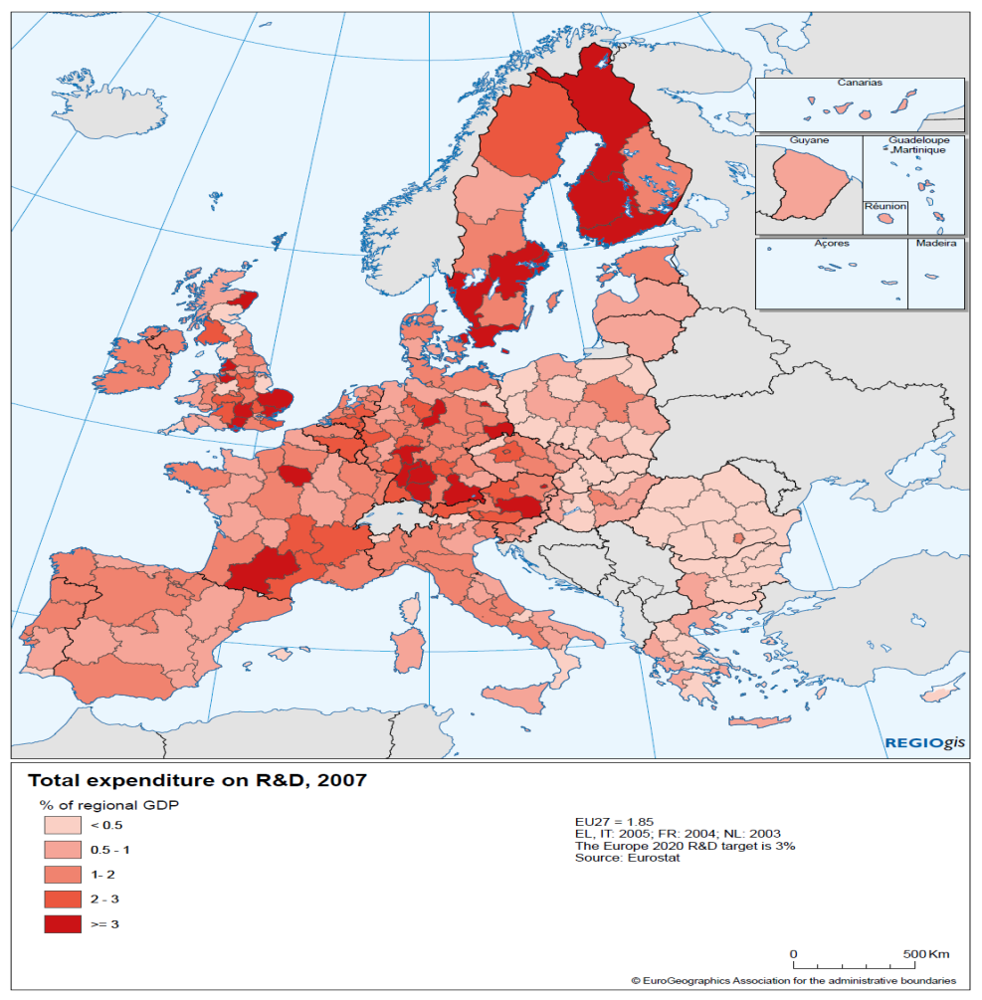 Canarias
Guyane
Guadeloupe
Martinique
Réunion
Açores
Madeira
REGIOgis
Total expenditure on R&D, 2007
% of regional GDP
< 0.5
0.5 - 1
1- 2
2 - 3
>= 3
EU27 = 1.85
EL, IT: 2005; FR: 2004; NL: 2003
The Europe 2020 R&D target is 3%
Source: Eurostat
0 500 Km
© EuroGeographics Association for the administrative boundaries